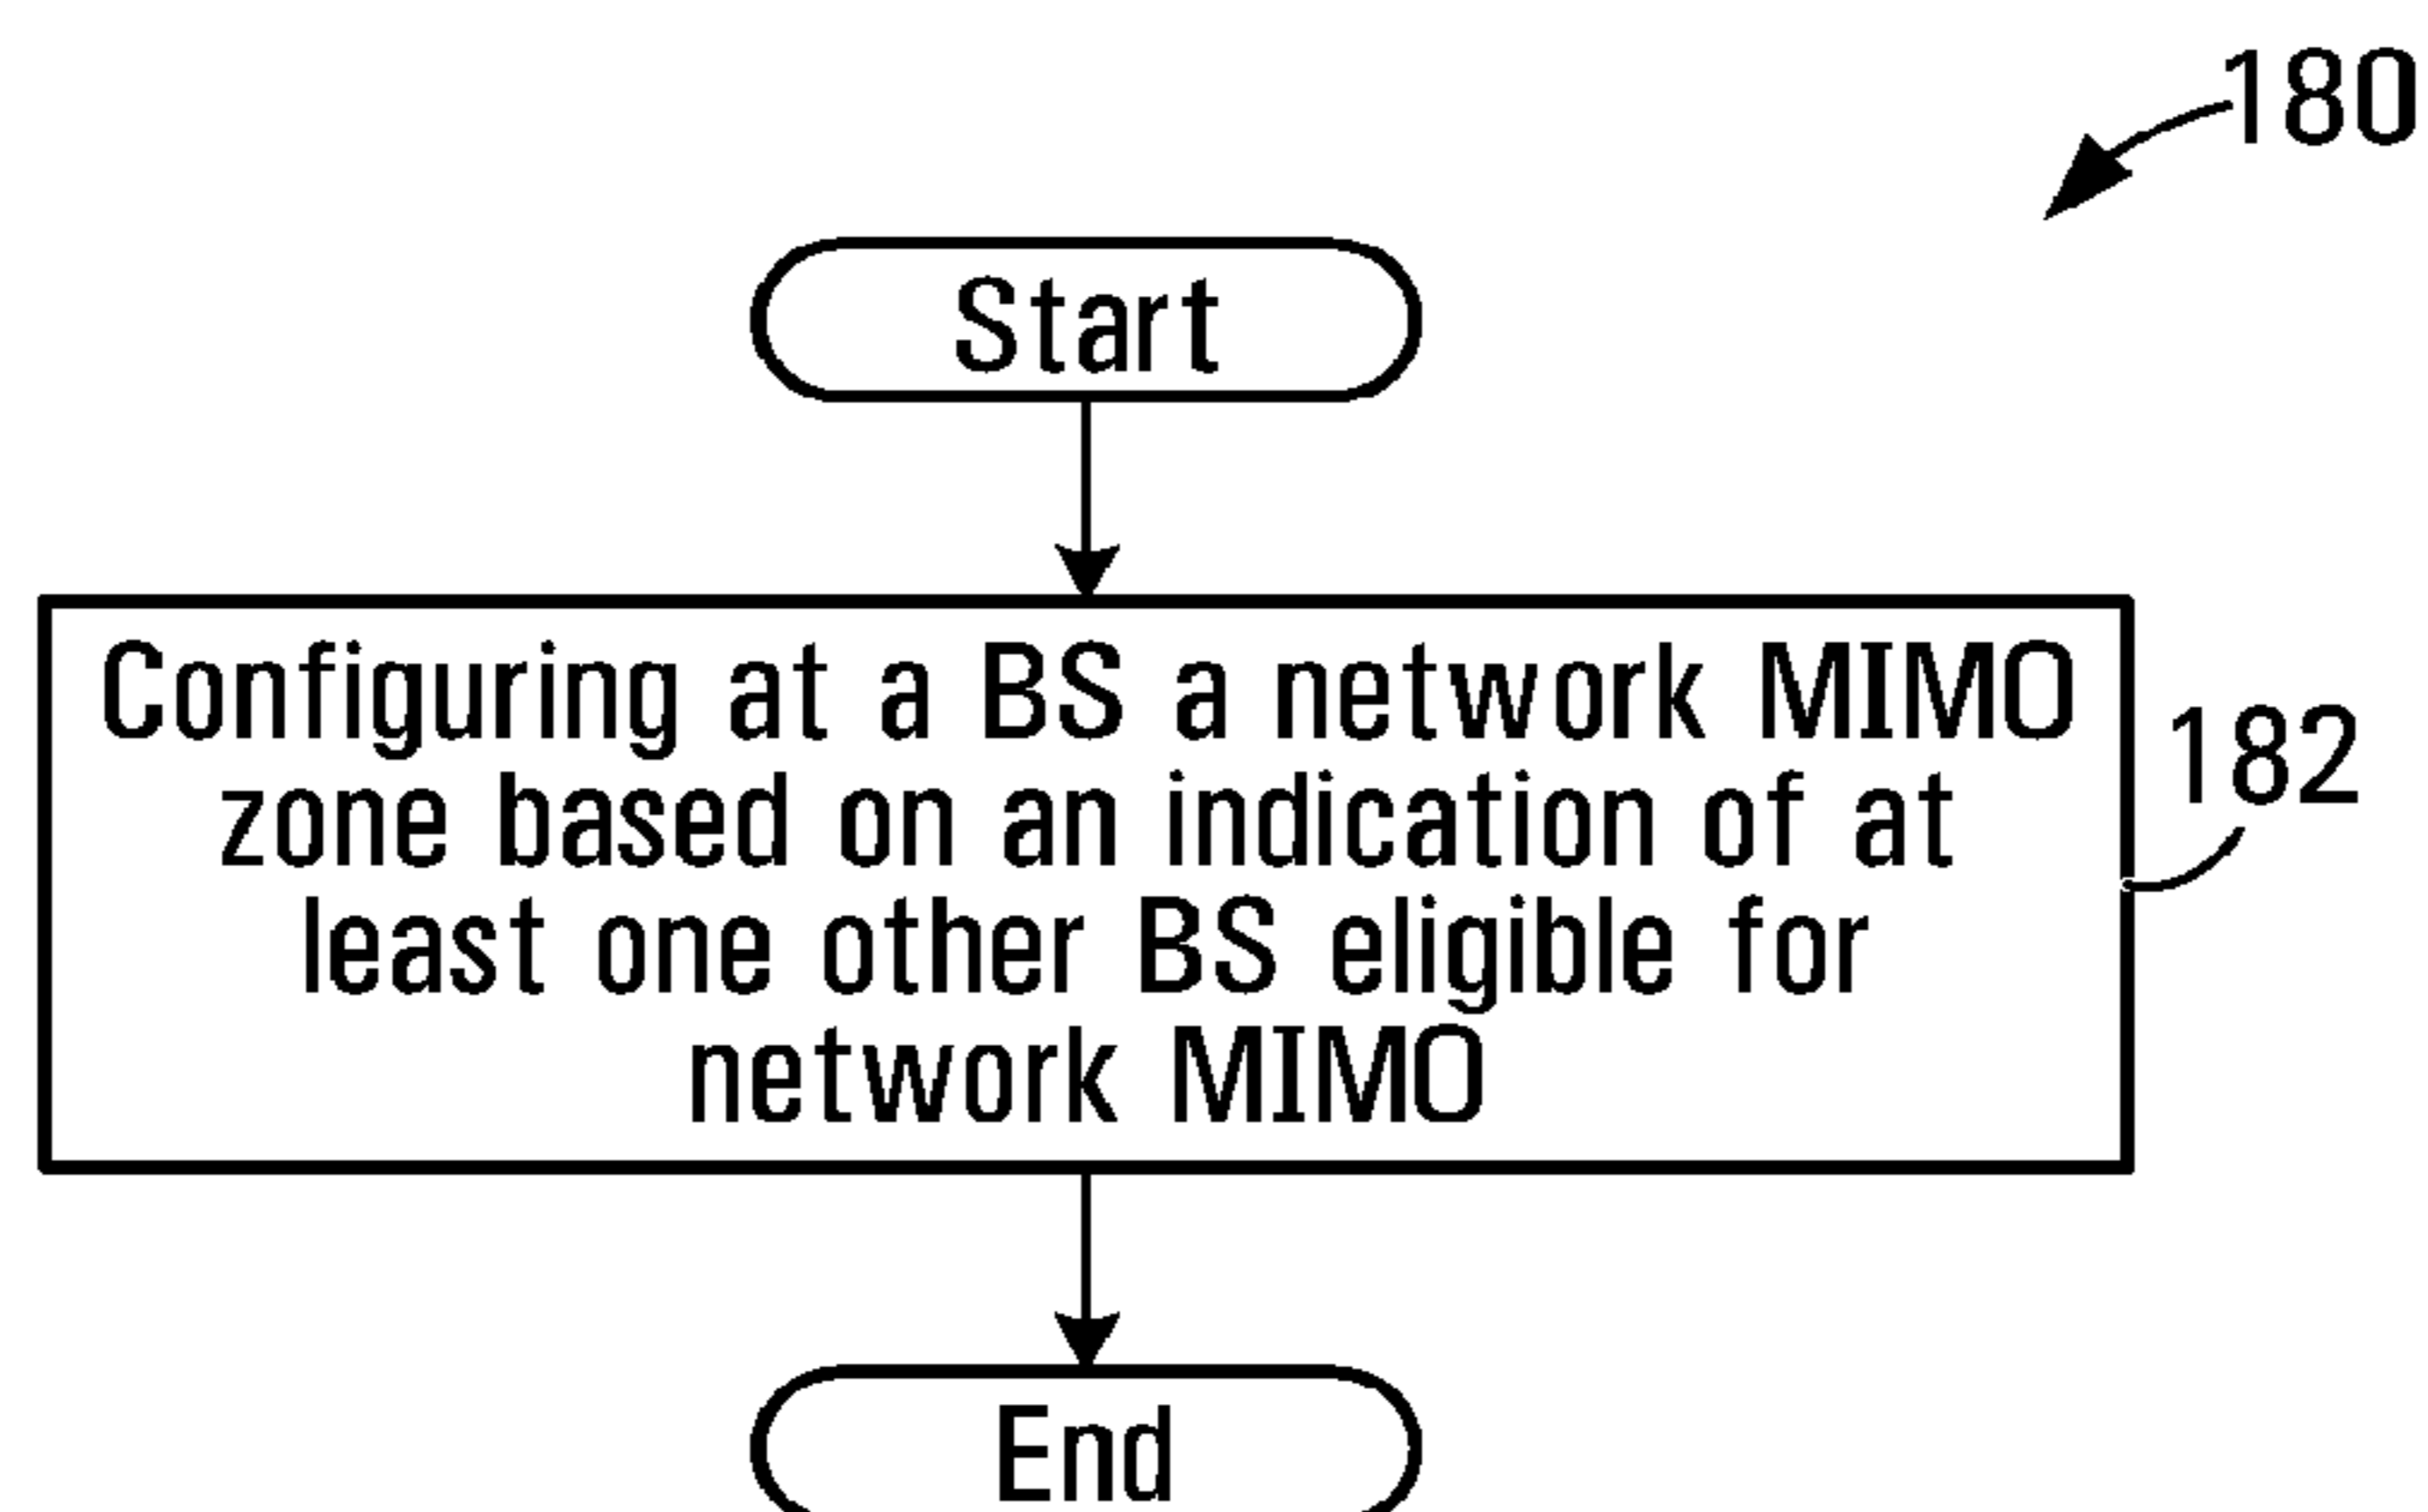 180
Start
Configuring at a BS a network MIMO
zone based on an indication of at
least one other BS eligible for
network MIMO
182
End